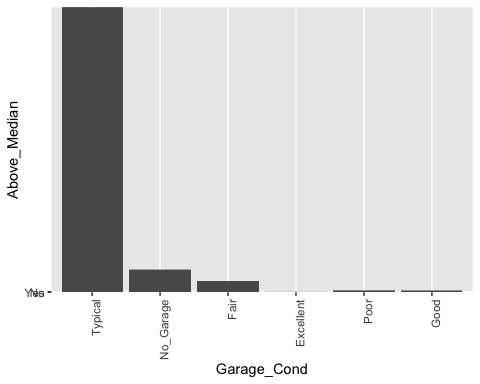 Above_Median
Yes
No
Typical
No_Garage
Fair
Excellent
Poor
Good
Garage_Cond